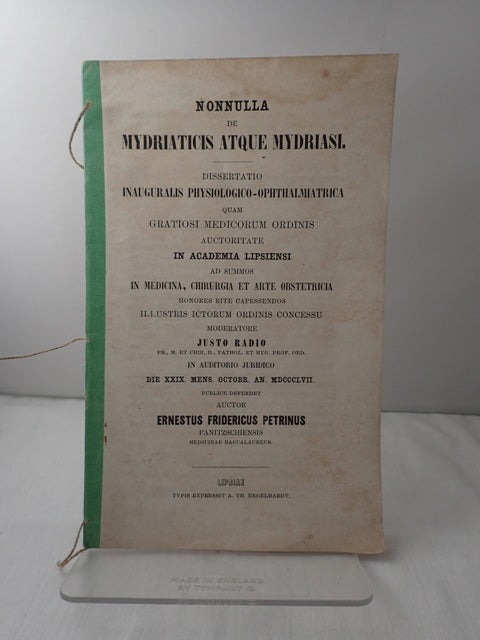 NONNULLA
DE
MYDRIATICIS ATQUE MYDRIASI.
DISSERTATIO
INAUGURALIS PHYSIOLOGICO-OPHTHALMIATRICA
QUAM
GRATIOSI MEDICORUM ORDINIS
AUCTORITATE
IN ACADEMIA LIPSIENSI
AD SUMMOS
IN MEDICINA, CHIRURGIA ET ARTE OBSTETRICIA
HONORES RITE CAPESSENDOS
ILLUSTRIS ICTORUM ORDINIS CONCESSU
MODERATORE
JUSTO RADIO
PH., M. ET CHIR. D., PATHOL. ET HYG. PROF. ORD.
IN AUDITORIO JURIDICO
DIE XXIX. MENS. OCTOBR. AN. MDCCCLVII.
PUBLICE DEFENDET
AUCTOR
ERNESTUS FRIDERICUS PETRINUS
PANITZSCHIENSIS
MEDICINAE BACCALAUREUS.
LIPSIAE
TYPIS EXPRESSIT A. TH. ENGELHARDT.
MADE IN ENGLAND
BY TYMPANY ©